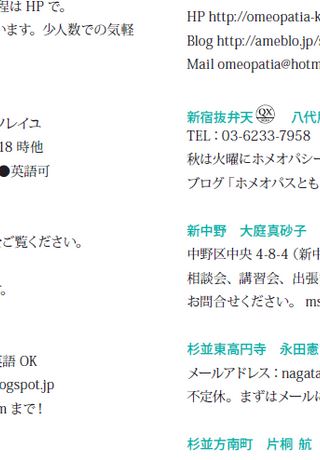 程は HP で。
います。少人数での気軽
ソレイユ
18 時他
●英語可
ご覧ください。
。
英語 OK
ogspot.jp
m まで！
HP http://omeopatia-k
Blog http://ameblo.jp/s
Mail omeopatia@hotm
新宿抜弁天 QX 八代
TEL：03-6233-7958
秋は火曜にホメオパシー
ブログ「ホメオパスとも
新中野　大庭真砂子
中野区中央 4-8-4（新中
相談会、講習会、出張
お問合せください。 ms
杉並東高円寺　永田憲
メールアドレス：nagata
不定休。まずはメールに
杉並方南町　片桐 航